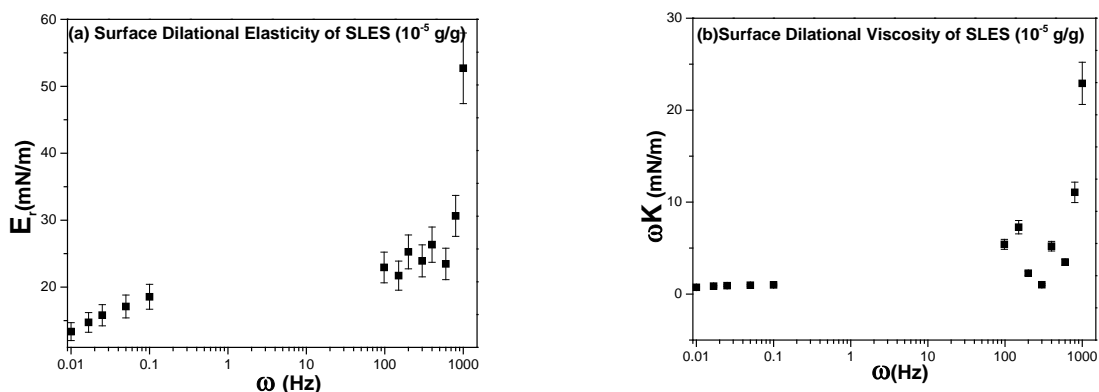 (a) Surface Dilational Elasticity of SLES (10⁻⁵ g/g)
60
50
40
30
20
Eᵣ(mN/m)
0.01 0.1 1 10 100 1000
ω (Hz)
(b)Surface Dilational Viscosity of SLES (10⁻⁵ g/g)
30
20
10
0
ωK (mN/m)
0.01 0.1 1 10 100 1000
ω(Hz)